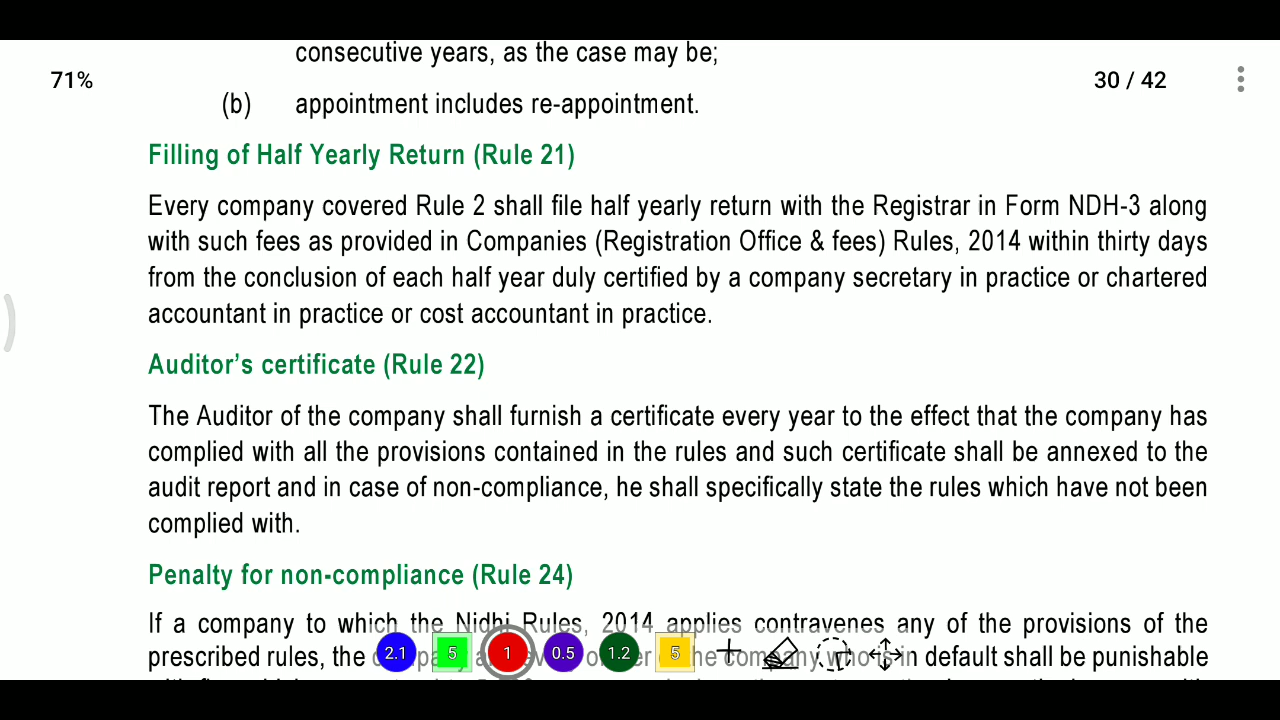 consecutive years, as the case may be;
71%
30 / 42
(b) appointment includes re-appointment.
Filling of Half Yearly Return (Rule 21)
Every company covered Rule 2 shall file half yearly return with the Registrar in Form NDH-3 along
with such fees as provided in Companies (Registration Office & fees) Rules, 2014 within thirty days
from the conclusion of each half year duly certified by a company secretary in practice or chartered
accountant in practice or cost accountant in practice.
Auditor's certificate (Rule 22)
The Auditor of the company shall furnish a certificate every year to the effect that the company has
complied with all the provisions contained in the rules and such certificate shall be annexed to the
audit report and in case of non-compliance, he shall specifically state the rules which have not been
complied with.
Penalty for non-compliance (Rule 24)
If a company to which the Nidhi Rules, 2014 applies contravenes any of the provisions of the
prescribed rules, the the company who is in default shall be punishable
2.1 5 1 0.5 1.2 5